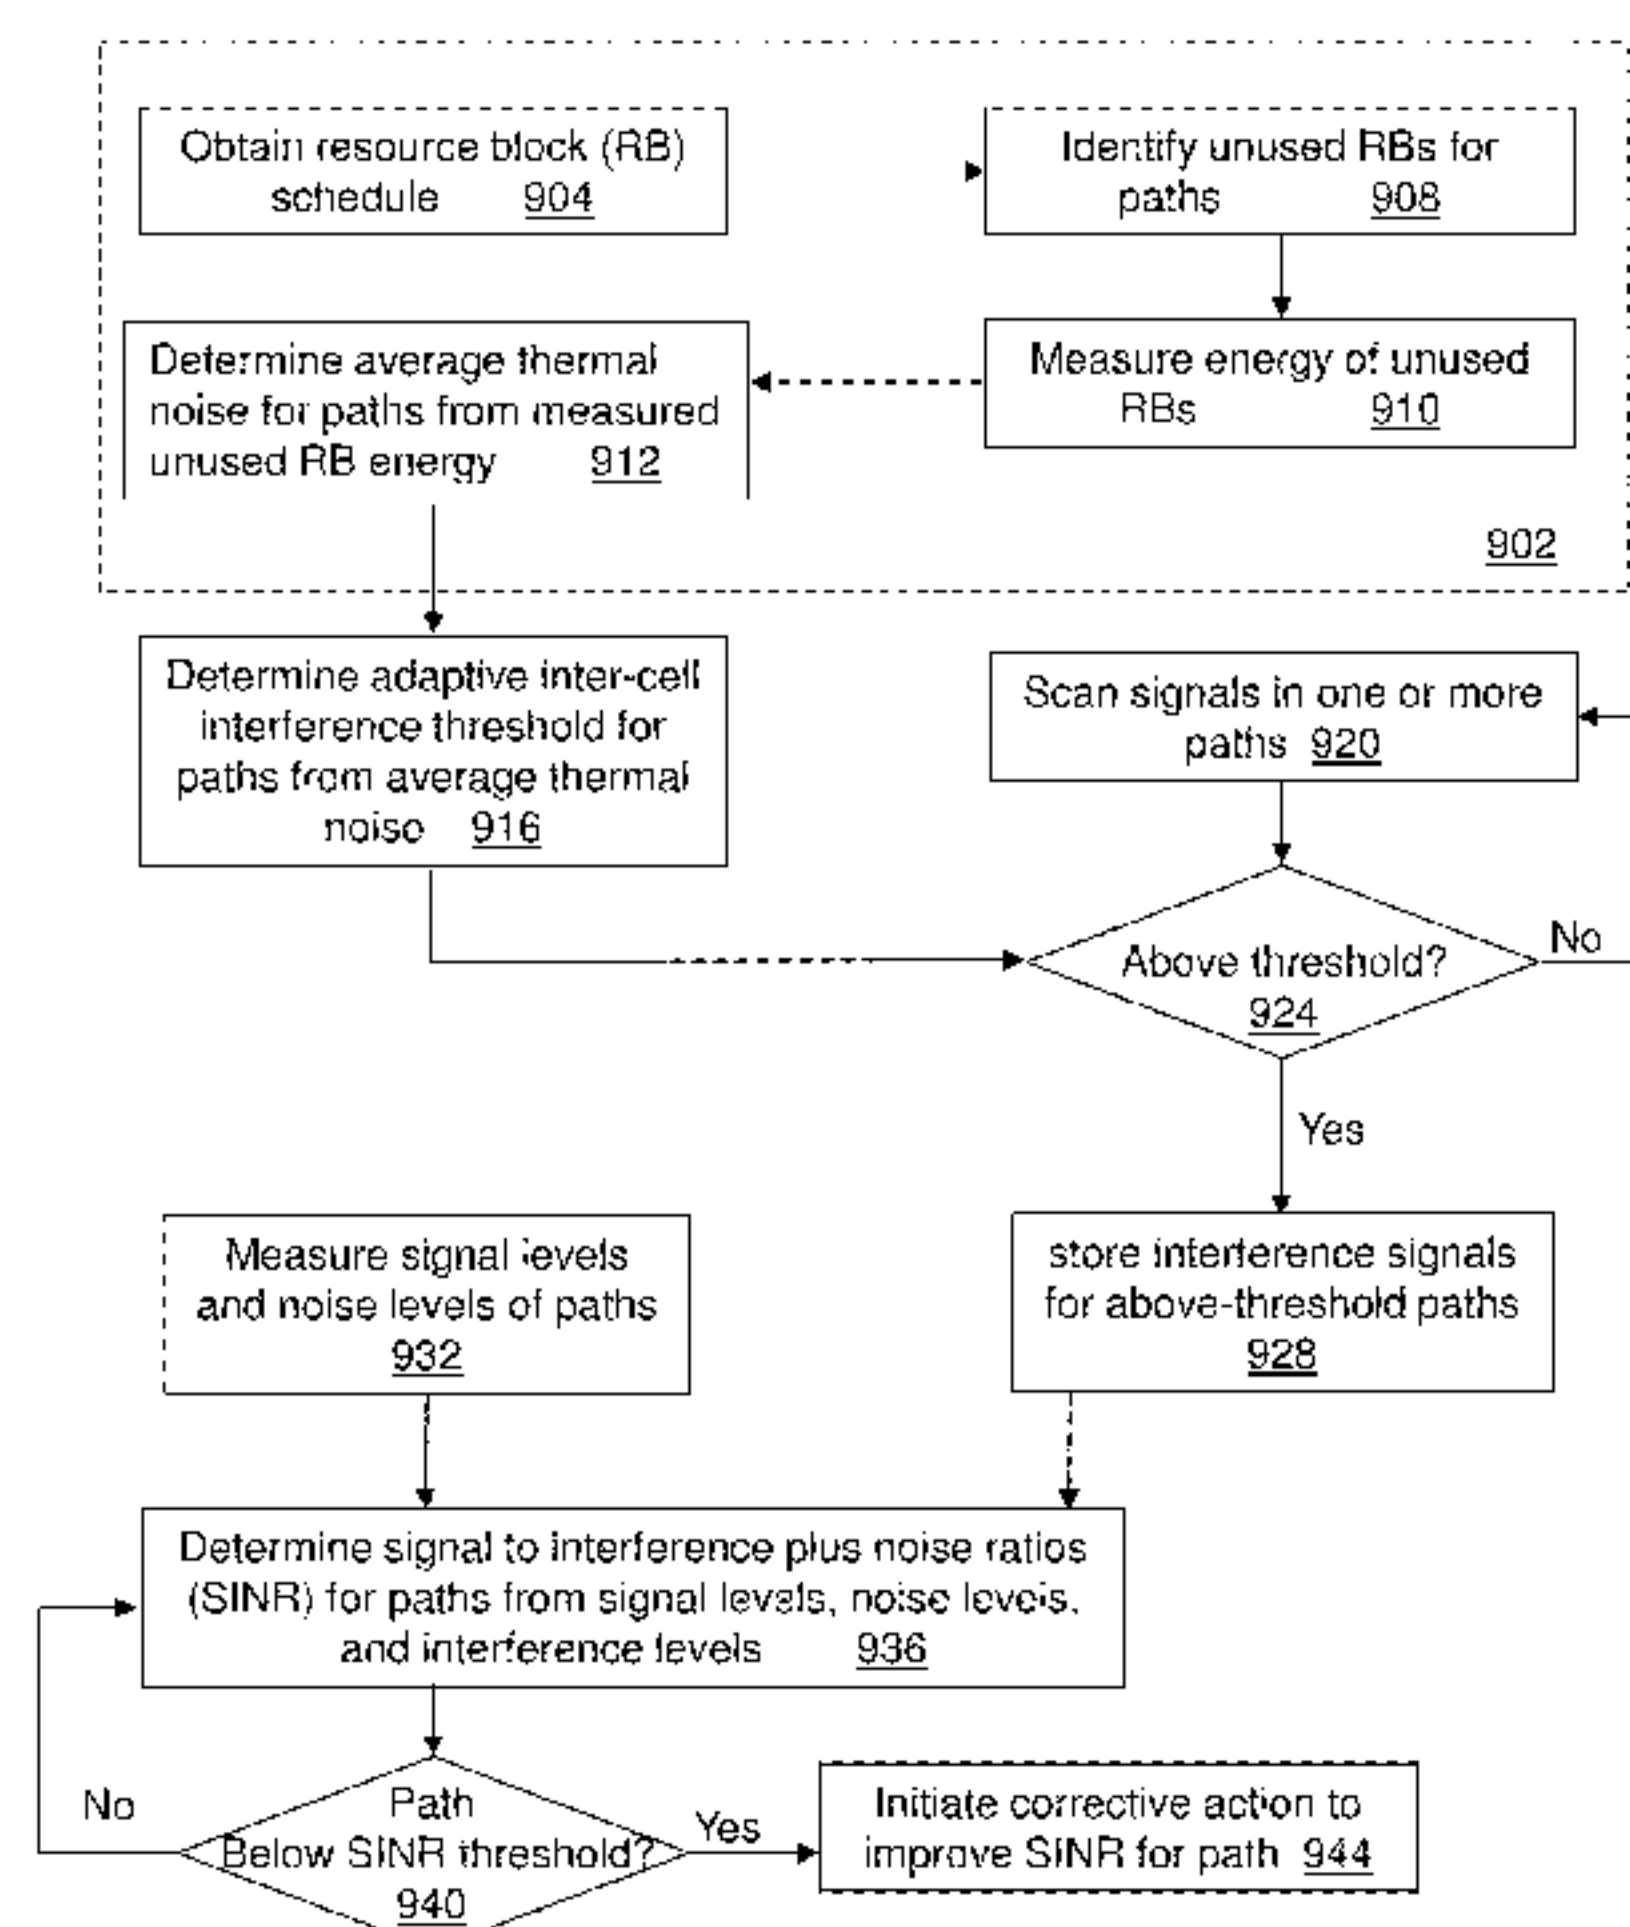 Obtain resource block (RB)
schedule 904
Identify unused RBs for
paths 908
Determine average thermal
noise for paths from measured
unused RB energy 912
Measure energy of unused
RBs 910
902
Determine adaptive inter-cell
interference threshold for
paths from average thermal
noise 916
Scan signals in one or more
paths 920
Above threshold?
924
No
Yes
Measure signal levels
and noise levels of paths
932
store interference signals
for above-threshold paths
928
Determine signal to interference plus noise ratios
(SINR) for paths from signal levels, noise levels,
and interference levels 936
No
Path
Below SINR threshold?
940
Yes
Initiate corrective action to
improve SINR for path 944